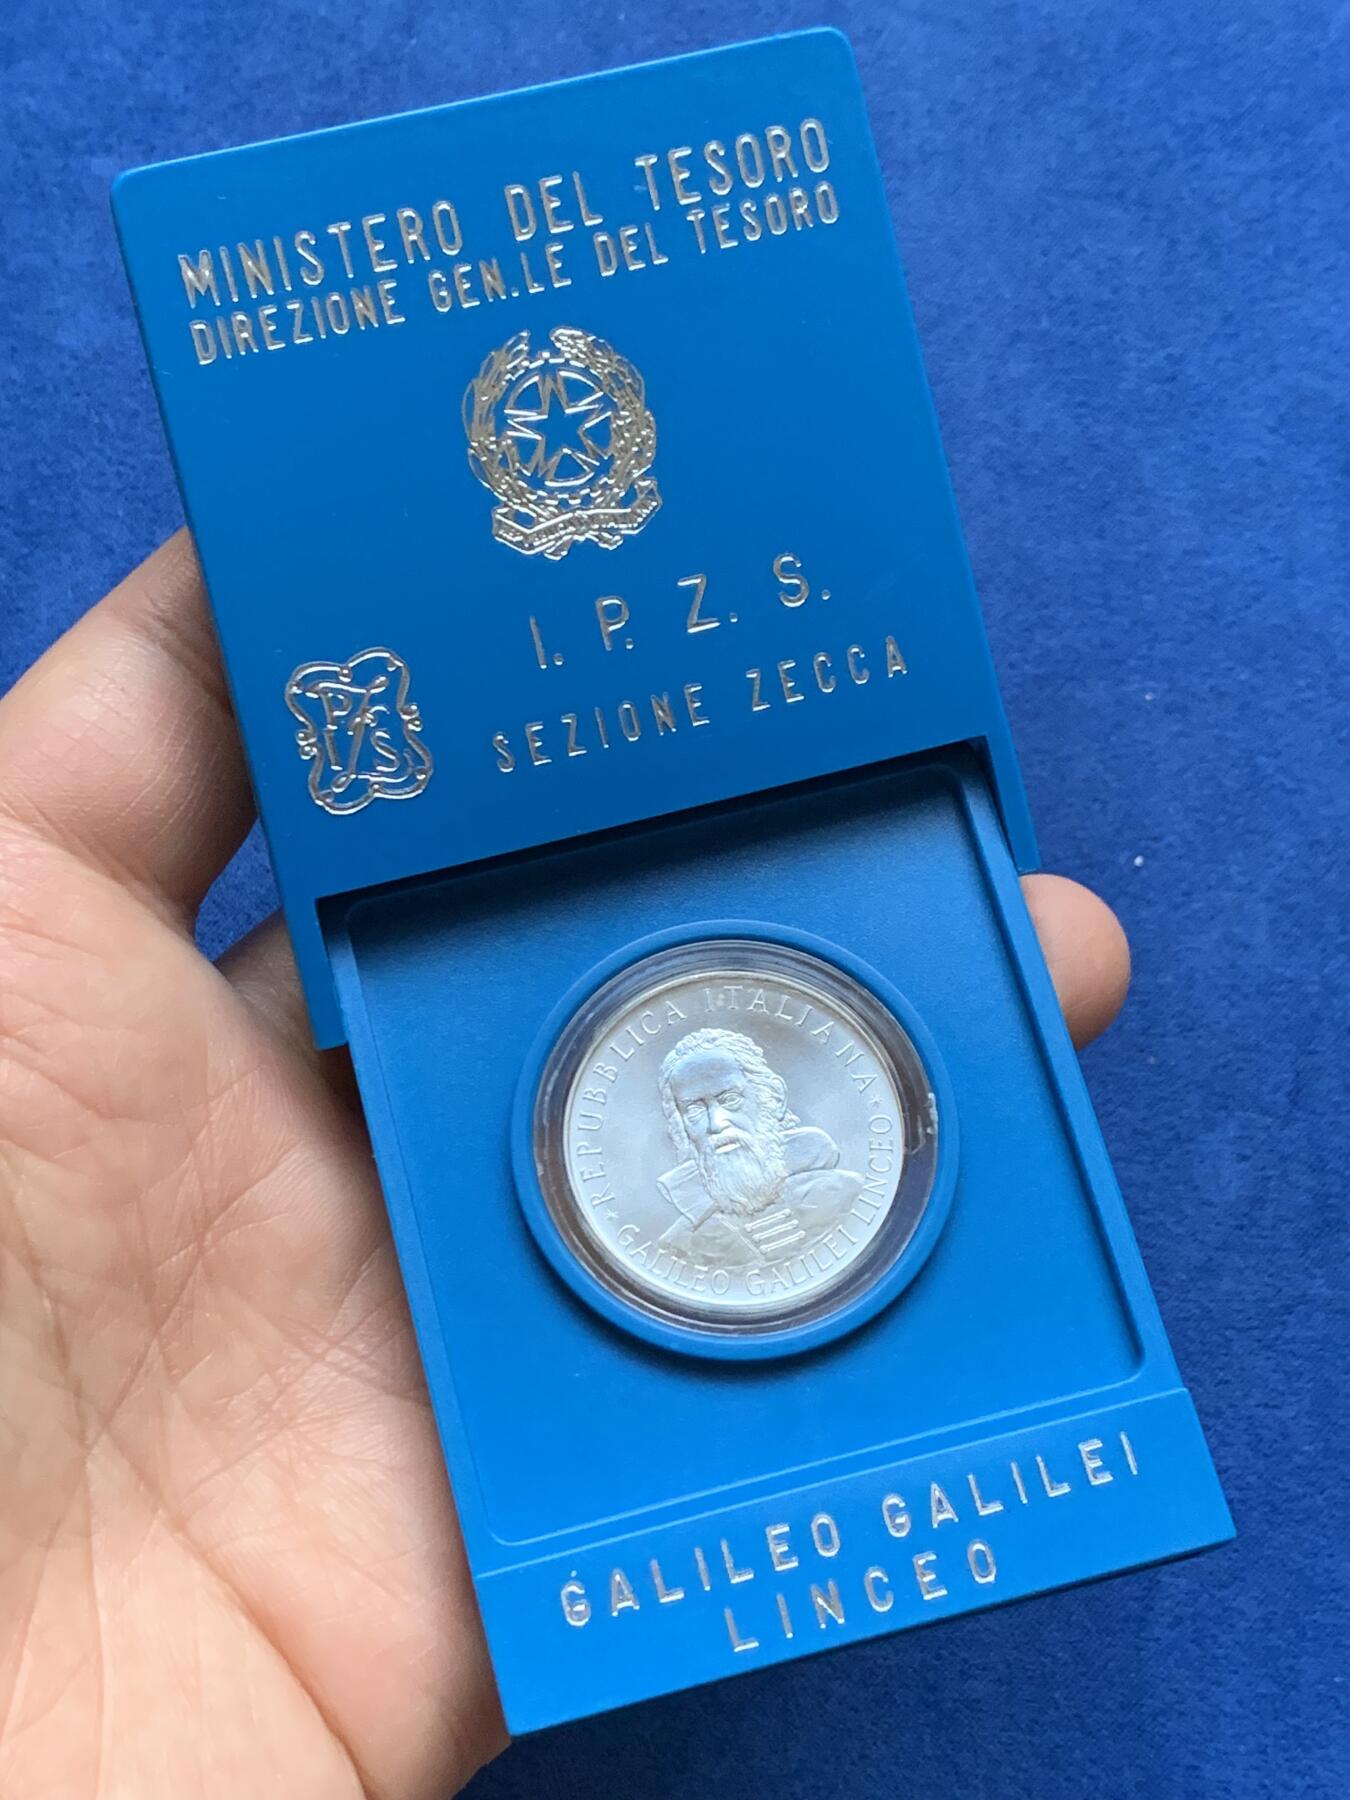 MINISTERO DEL TESORO
DIREZIONE GEN.LE DEL TESORO
I. P. Z. S.
SEZIONE ZECCA
P Z
I S
* REPUBBLICA ITALIANA *
GALILEO GALILEI LINCEO
GALILEO GALILEI
LINCEO